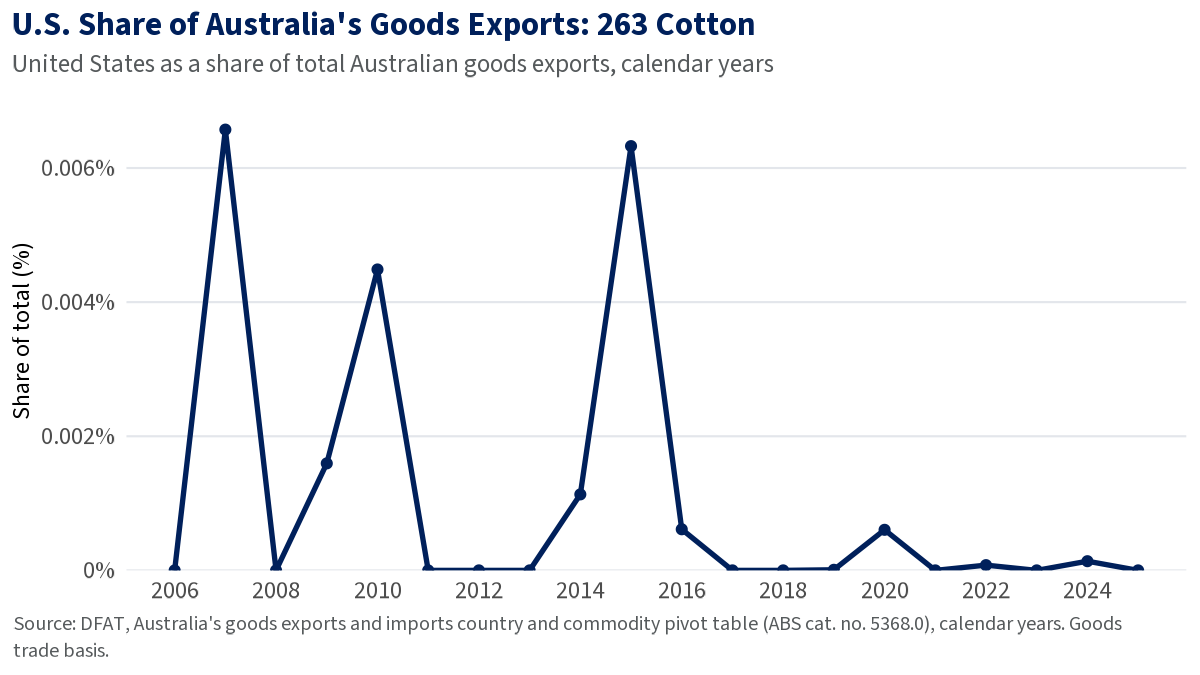 U.S. Share of Australia's Goods Exports: 263 Cotton
United States as a share of total Australian goods exports, calendar years
Share of total (%)
0.006%
0.004%
0.002%
0%
2006 2008 2010 2012 2014 2016 2018 2020 2022 2024
Source: DFAT, Australia's goods exports and imports country and commodity pivot table (ABS cat. no. 5368.0), calendar years. Goods
trade basis.